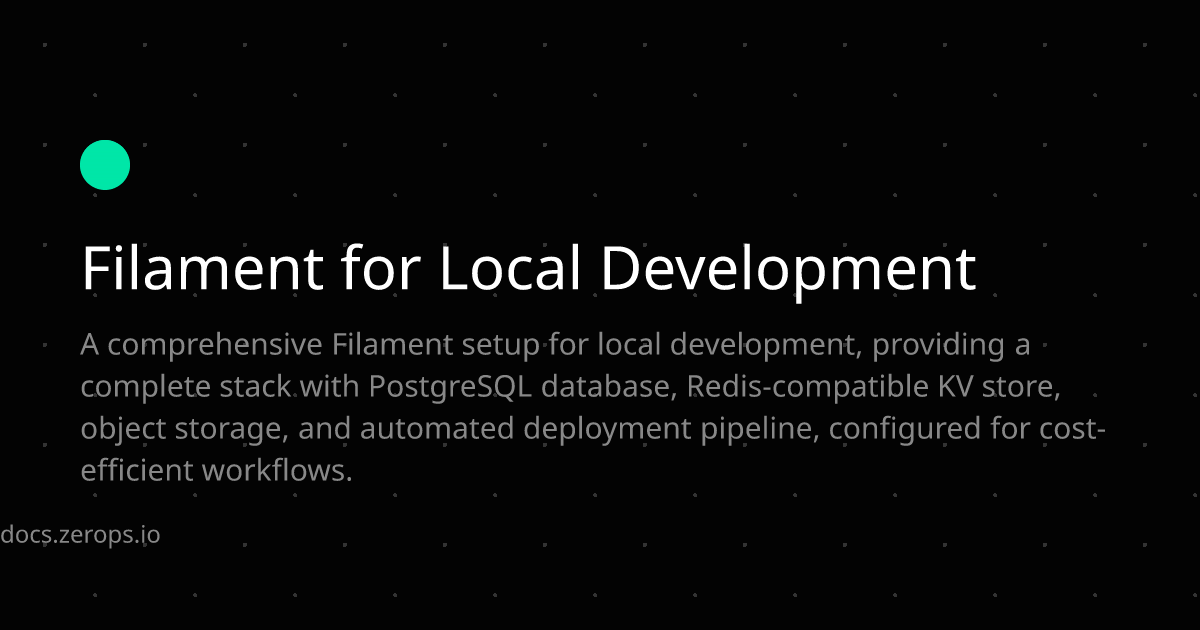 Filament for Local Development
A comprehensive Filament setup for local development, providing a
complete stack with PostgreSQL database, Redis-compatible KV store,
object storage, and automated deployment pipeline, configured for cost-
efficient workflows.
docs.zerops.io